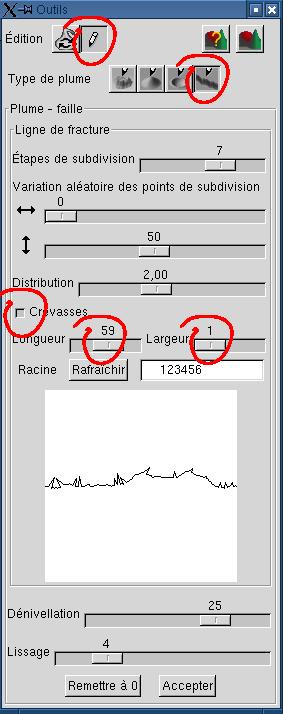 Outils
Édition
Type de plume
Plume - faille
Ligne de fracture
Étapes de subdivision
7
Variation aléatoire des points de subdivision
0
50
Distribution
2,00
Crevasses
Longueur
59
Largeur
1
Racine
Rafraichir
123456
Dénivellation
25
Lissage
4
Remettre à 0
Accepter